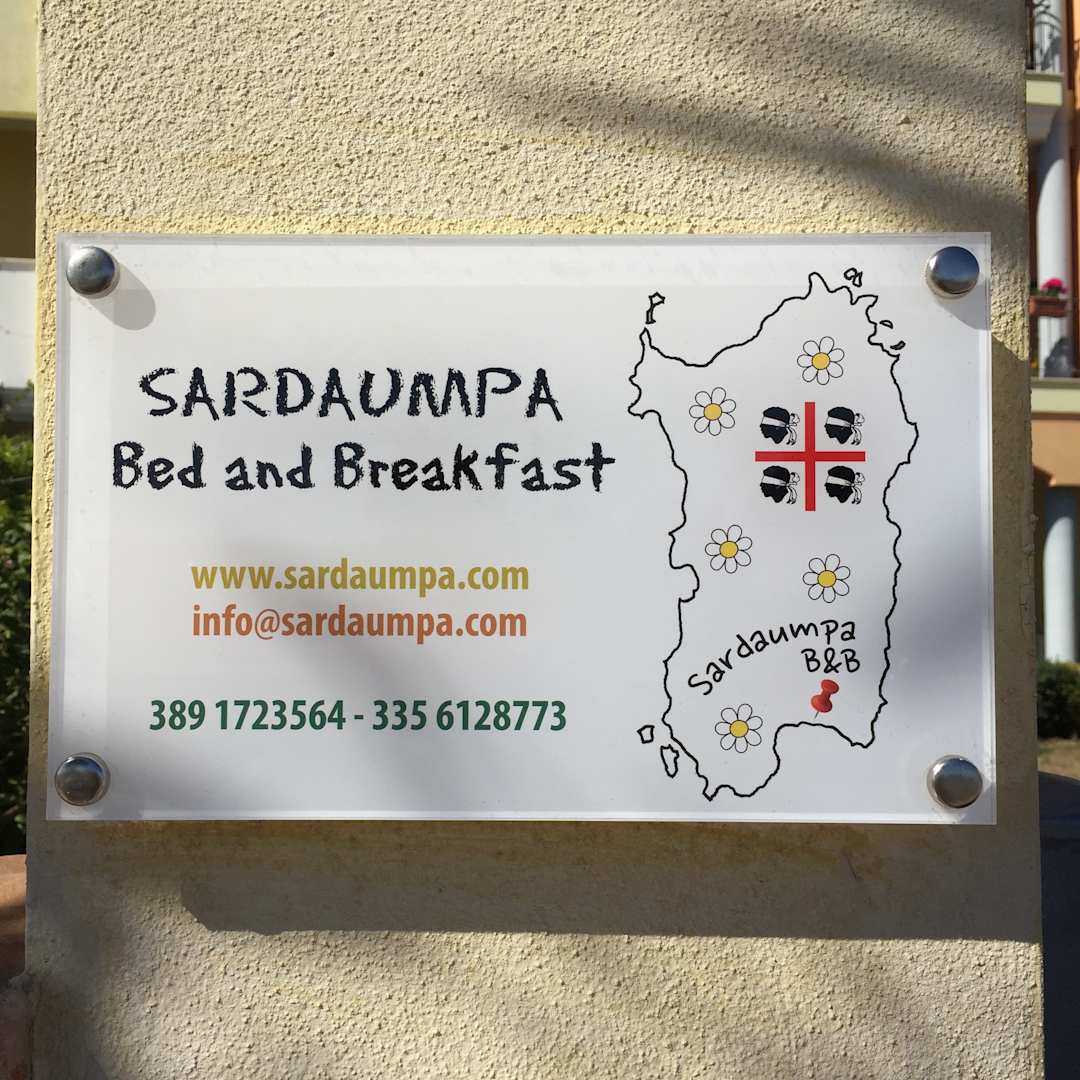 SARDAUMPA
Bed and Breakfast
www.sardaumpa.com
info@sardaumpa.com
389 1723564 - 335 6128773
Sardaumpa
B&B